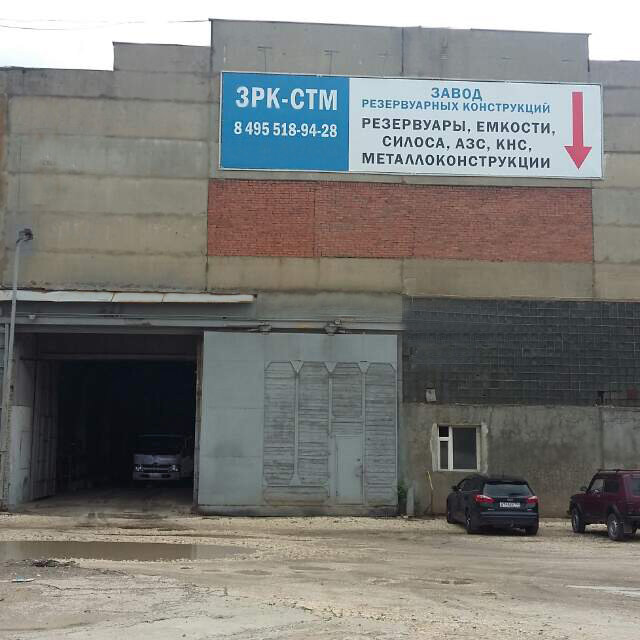 ЗРК-СТМ
8 495 518-94-28
ЗАВОД
РЕЗЕРВУАРНЫХ КОНСТРУКЦИЙ
РЕЗЕРВУАРЫ, ЕМКОСТИ,
СИЛОСА, АЗС, КНС,
МЕТАЛЛОКОНСТРУКЦИИ